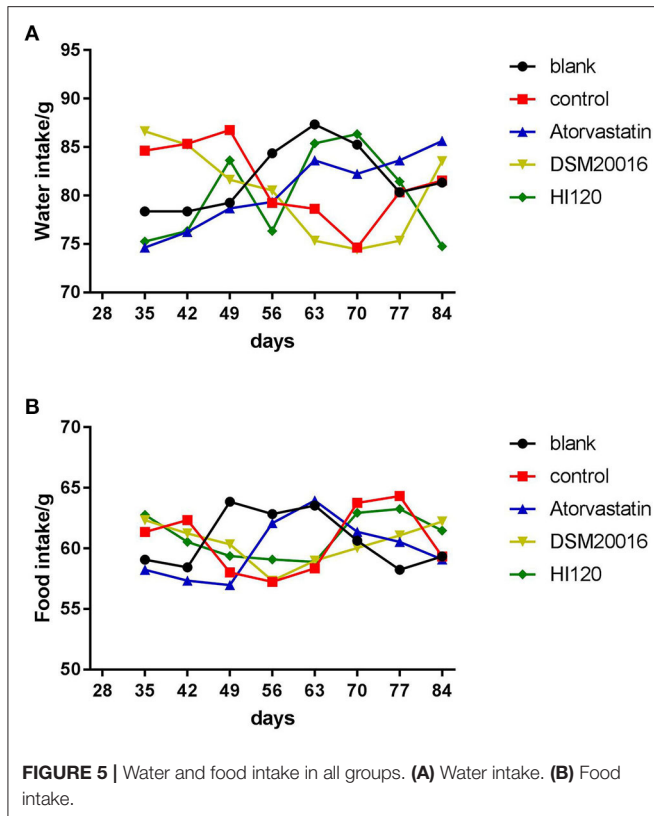 A
95
90
85
80
75
70
Water intake/g
28 35 42 49 56 63 70 77 84
days
blank
control
Atorvastatin
DSM20016
HI120
B
70
65
60
55
50
Food intake/g
28 35 42 49 56 63 70 77 84
days
blank
control
Atorvastatin
DSM20016
HI120
FIGURE 5 | Water and food intake in all groups. (A) Water intake. (B) Food
intake.